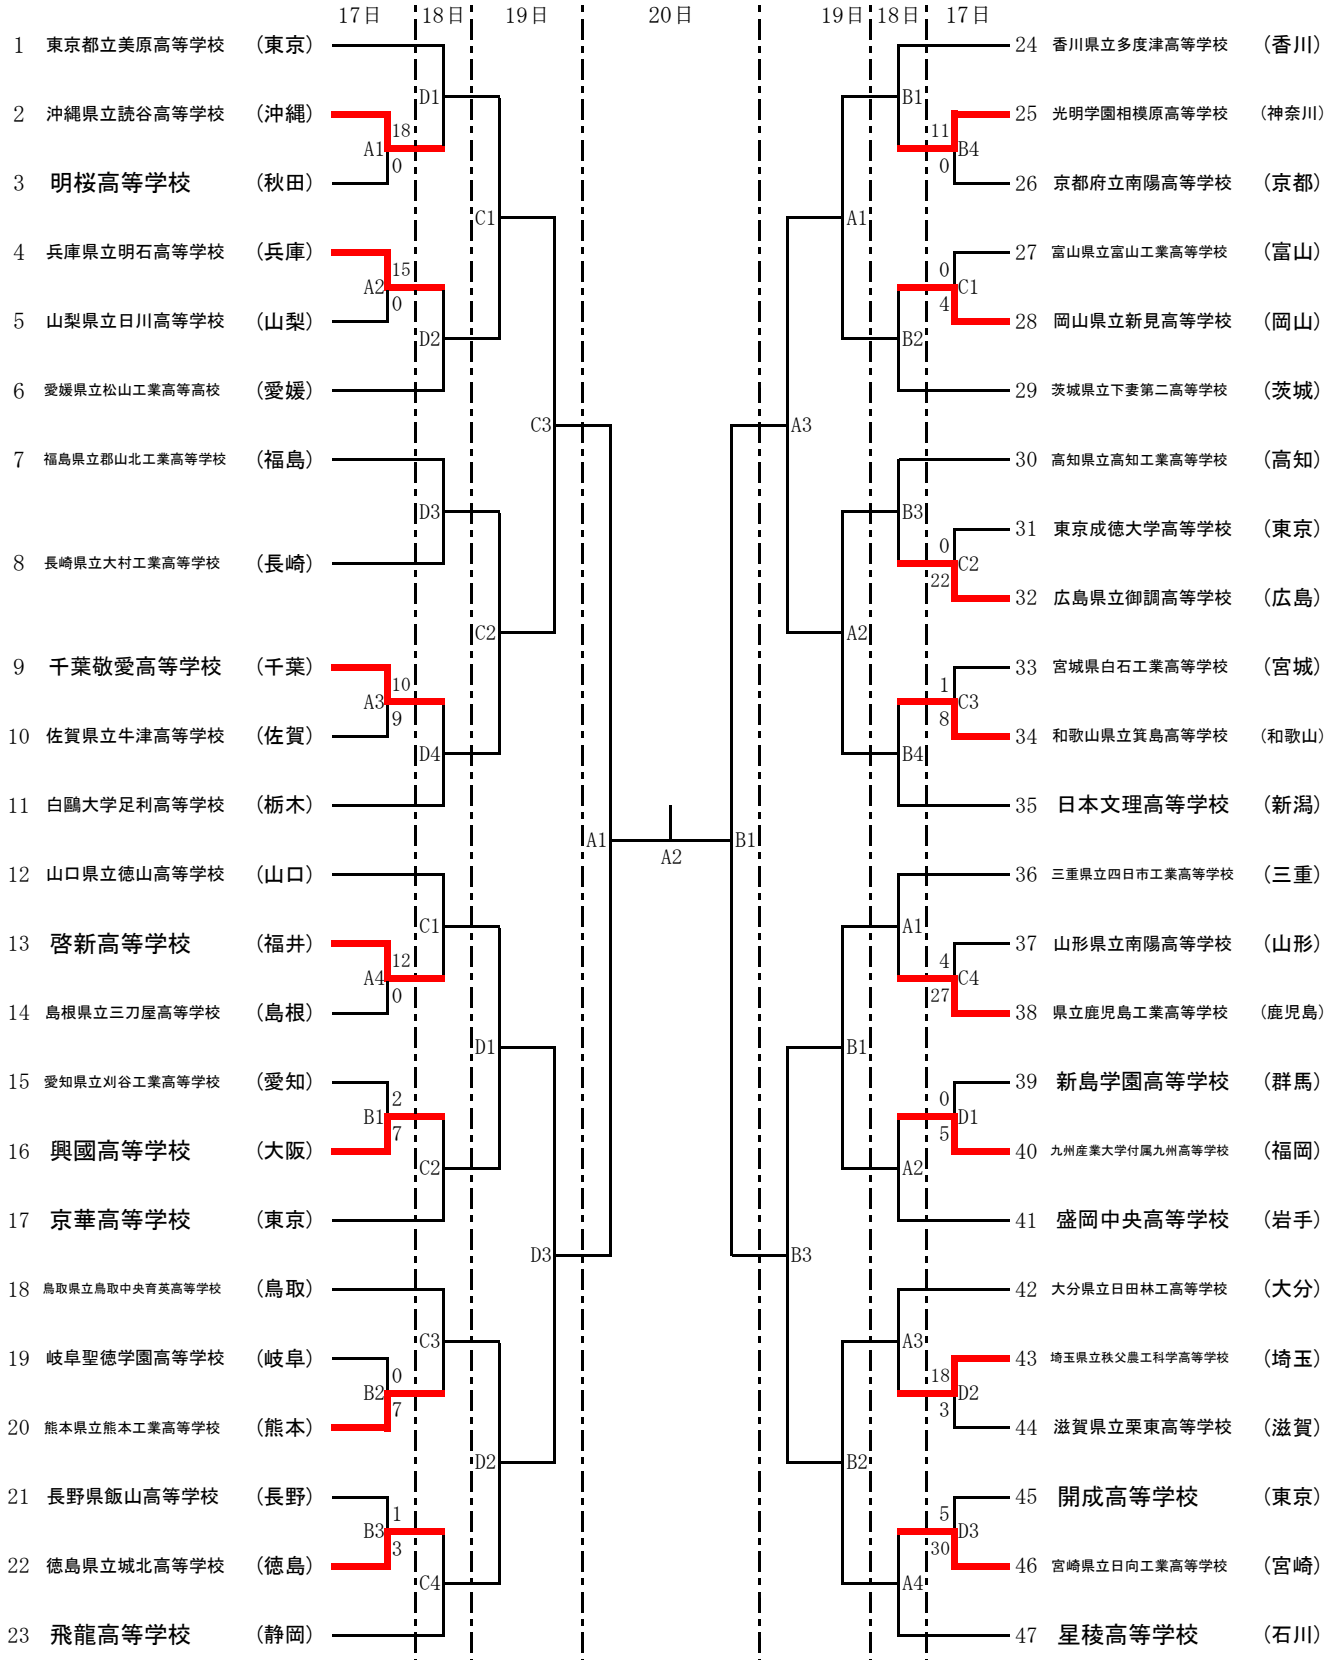 17日 18日 19日 20日 19日 18日 17日
1 東京都立美原高等学校 (東京)
D1
2 沖縄県立読谷高等学校 (沖縄)
18
A1
0
3 明桜高等学校 (秋田)
C1
4 兵庫県立明石高等学校 (兵庫)
15
A2
0
5 山梨県立日川高等学校 (山梨)
D2
6 愛媛県立松山工業高等高校 (愛媛)
C3
7 福島県立郡山北工業高等学校 (福島)
D3
8 長崎県立大村工業高等学校 (長崎)
C2
9 千葉敬愛高等学校 (千葉)
10
A3
9
10 佐賀県立牛津高等学校 (佐賀)
D4
11 白鷗大学足利高等学校 (栃木)
A1
A2
B1
12 山口県立徳山高等学校 (山口)
C1
13 啓新高等学校 (福井)
12
A4
0
14 島根県立三刀屋高等学校 (島根)
D1
15 愛知県立刈谷工業高等学校 (愛知)
2
B1
7
16 興國高等学校 (大阪)
C2
17 京華高等学校 (東京)
D3
18 鳥取県立鳥取中央育英高等学校 (鳥取)
C3
19 岐阜聖徳学園高等学校 (岐阜)
0
B2
7
20 熊本県立熊本工業高等学校 (熊本)
D2
21 長野県飯山高等学校 (長野)
1
B3
3
22 徳島県立城北高等学校 (徳島)
C4
23 飛龍高等学校 (静岡)
24 香川県立多度津高等学校 (香川)
B1
25 光明学園相模原高等学校 (神奈川)
11
B4
0
26 京都府立南陽高等学校 (京都)
A1
27 富山県立富山工業高等学校 (富山)
0
C1
4
28 岡山県立新見高等学校 (岡山)
B2
29 茨城県立下妻第二高等学校 (茨城)
A3
30 高知県立高知工業高等学校 (高知)
B3
31 東京成徳大学高等学校 (東京)
0
C2
22
32 広島県立御調高等学校 (広島)
A2
33 宮城県白石工業高等学校 (宮城)
1
C3
8
34 和歌山県立箕島高等学校 (和歌山)
B4
35 日本文理高等学校 (新潟)
36 三重県立四日市工業高等学校 (三重)
A1
37 山形県立南陽高等学校 (山形)
4
C4
27
38 県立鹿児島工業高等学校 (鹿児島)
B1
39 新島学園高等学校 (群馬)
0
D1
5
40 九州産業大学付属九州高等学校 (福岡)
A2
41 盛岡中央高等学校 (岩手)
B3
42 大分県立日田林工高等学校 (大分)
A3
43 埼玉県立秩父農工科学高等学校 (埼玉)
18
D2
3
44 滋賀県立栗東高等学校 (滋賀)
B2
45 開成高等学校 (東京)
5
D3
30
46 宮崎県立日向工業高等学校 (宮崎)
A4
47 星稜高等学校 (石川)